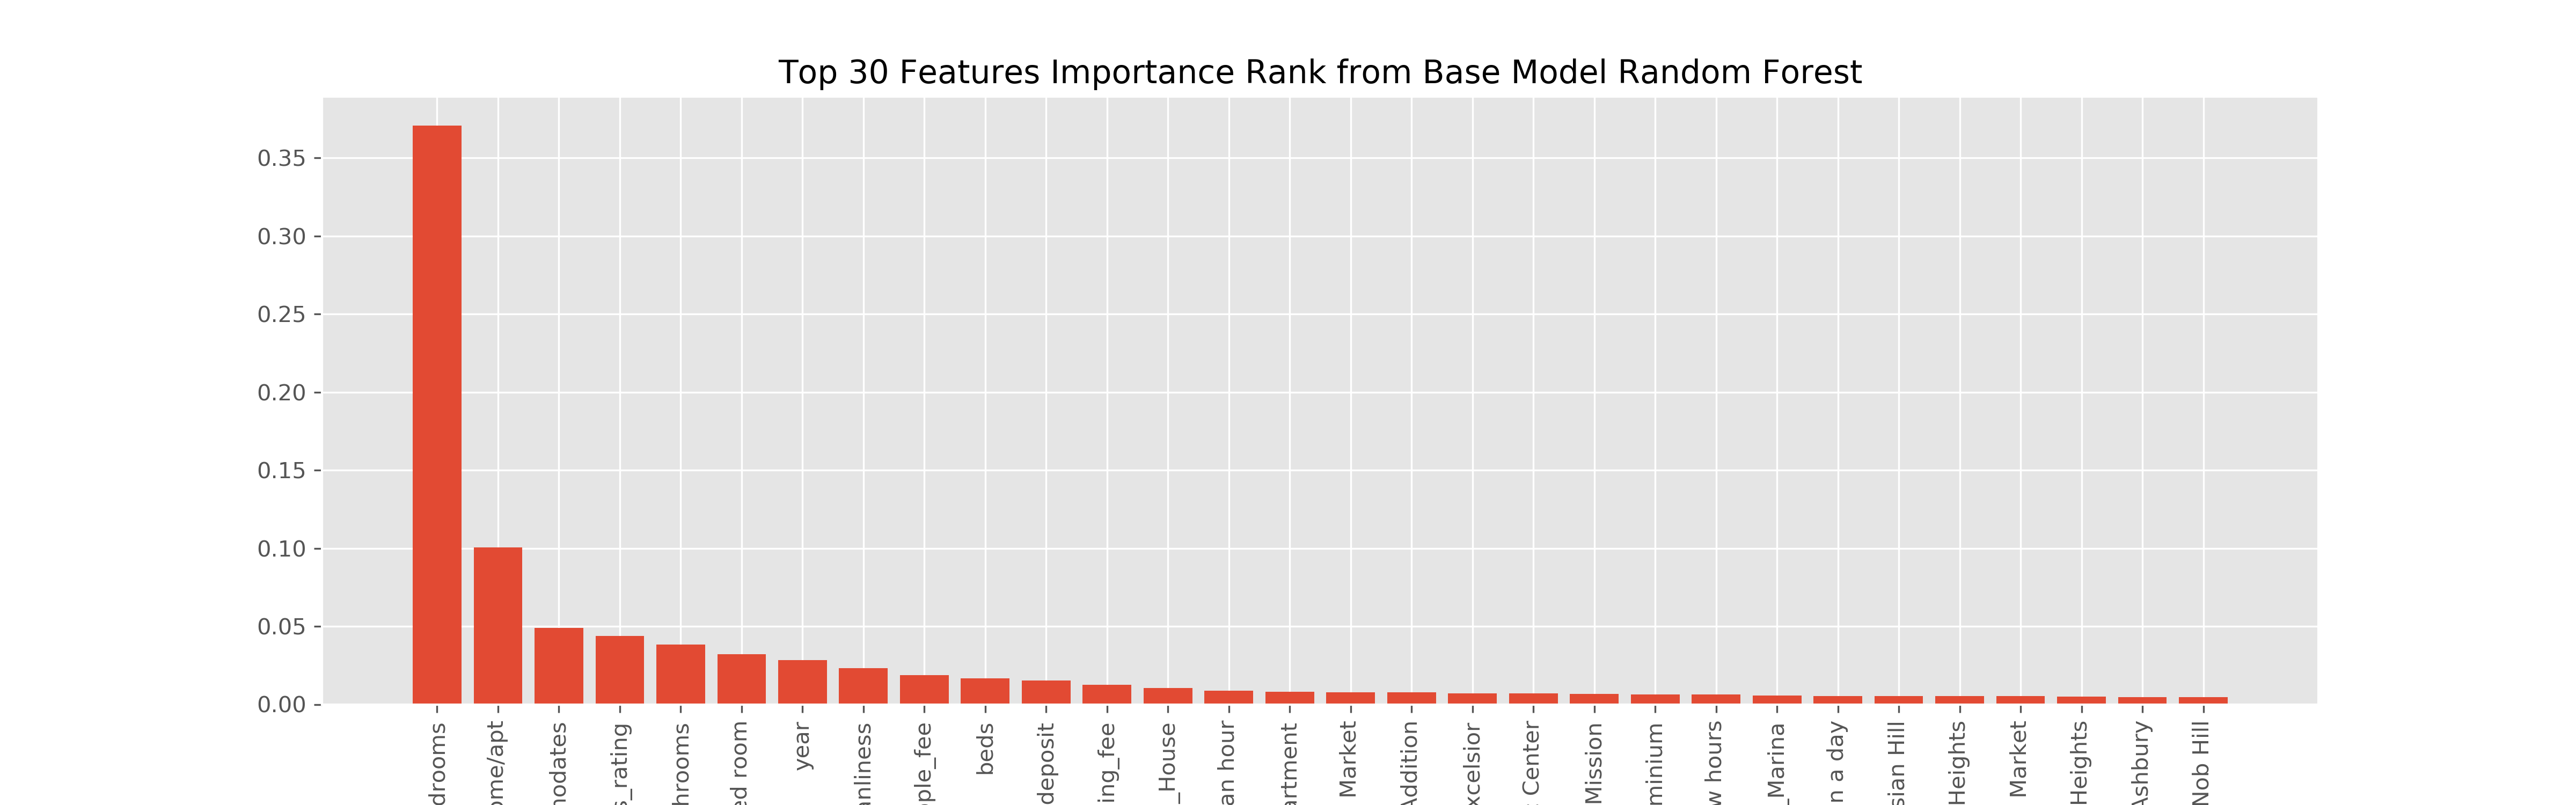 Top 30 Features Importance Rank from Base Model Random Forest
0.35
0.30
0.25
0.20
0.15
0.10
0.05
0.00
drooms
ome/apt
modates
s_rating
hrooms
ed room
year
anliness
ople_fee
beds
deposit
ing_fee
_House
an hour
artment
Market
Addition
xcelsior
Center
Mission
minium
w hours
_Marina
n a day
sian Hill
Heights
Market
Heights
Ashbury
Nob Hill